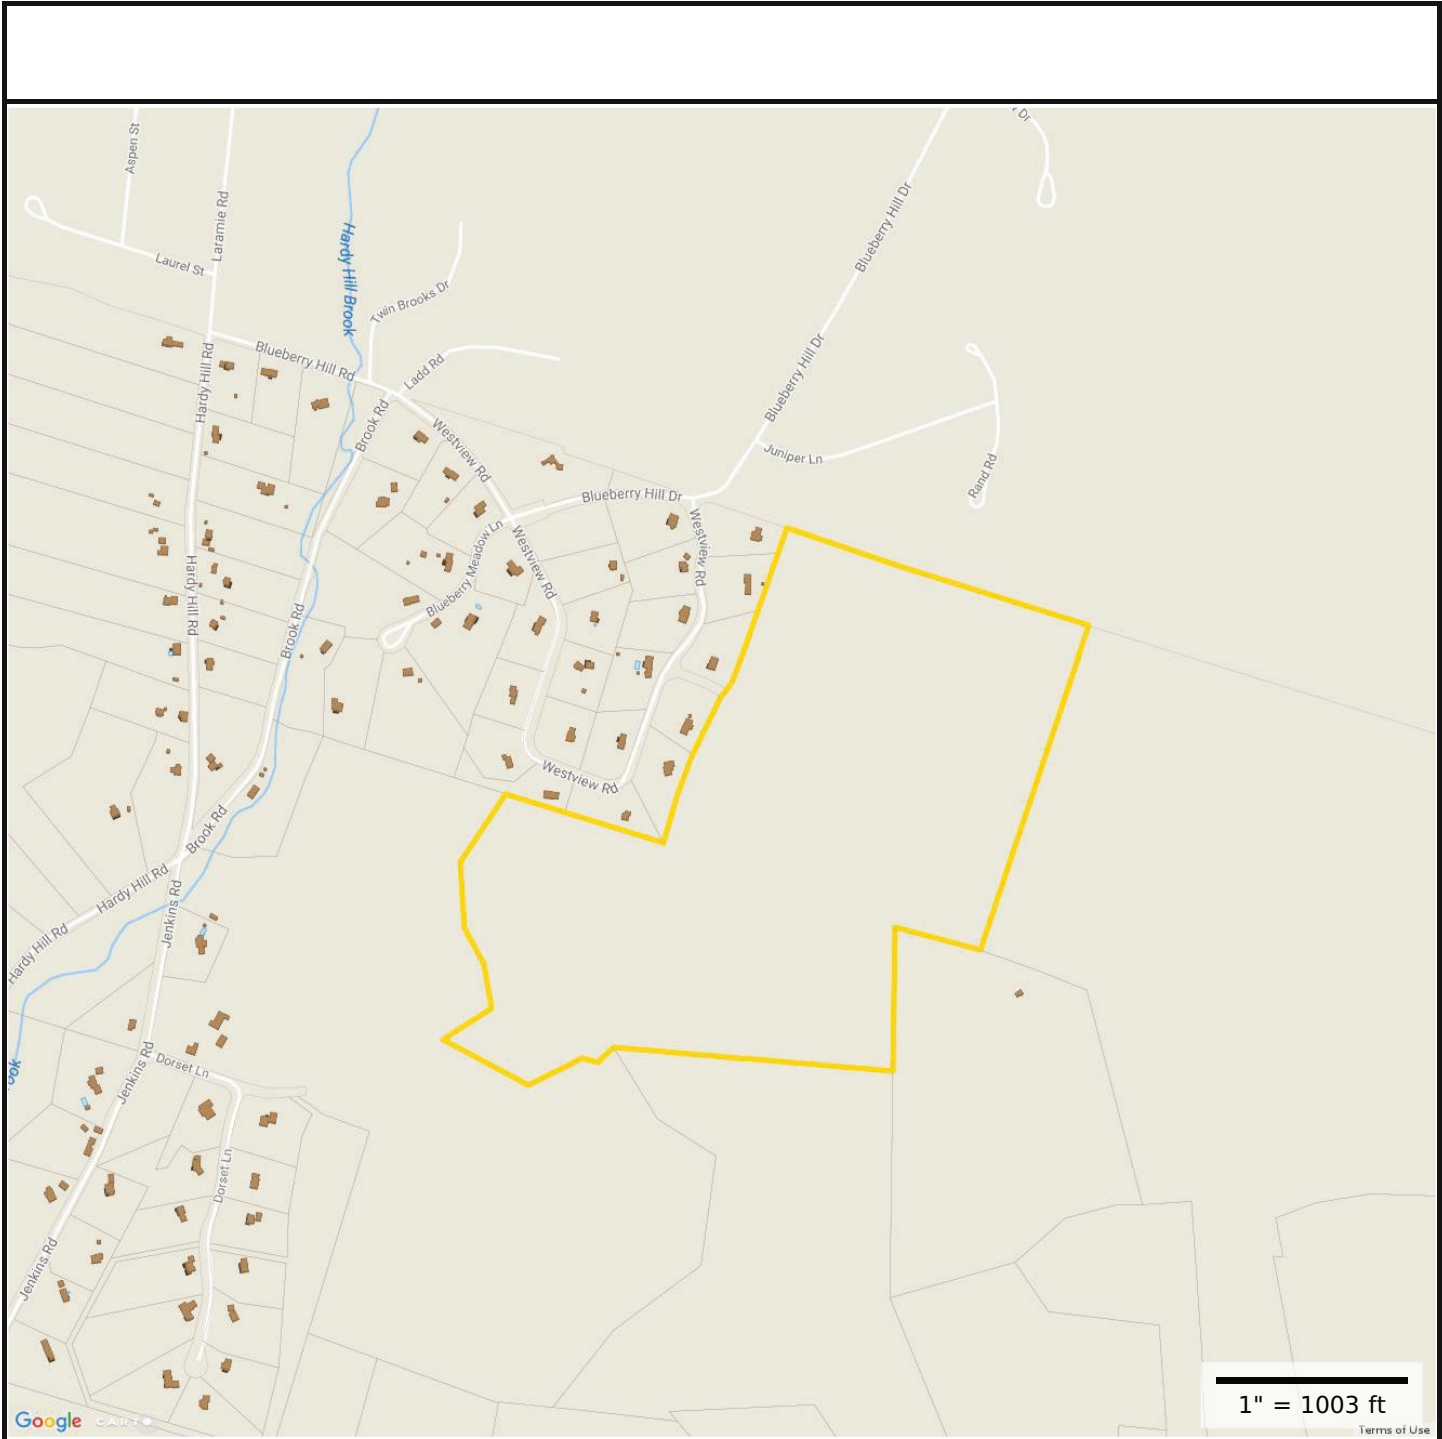 Dr
Aspen St
Laramie Rd
Laurel St
Hardy Hill Brook
Twin Brooks Dr
Blueberry Hill Dr
Blueberry Hill Rd
Ladd Rd
Hardy Hill Rd
Brook Rd
Westview Rd
Blueberry Hill Dr
Juniper Ln
Rand Rd
Blueberry Hill Dr
Westview Rd
Westview Rd
Blueberry Meadow Ln
Hardy Hill Rd
Brook Rd
Westview Rd
Brook Rd
Hardy Hill Rd
Jenkins Rd
Hardy Hill Rd
ook
Jenkins Rd
Dorset Ln
Dorset Ln
Jenkins Rd
1" = 1003 ft
Google
CARTO
Terms of Use